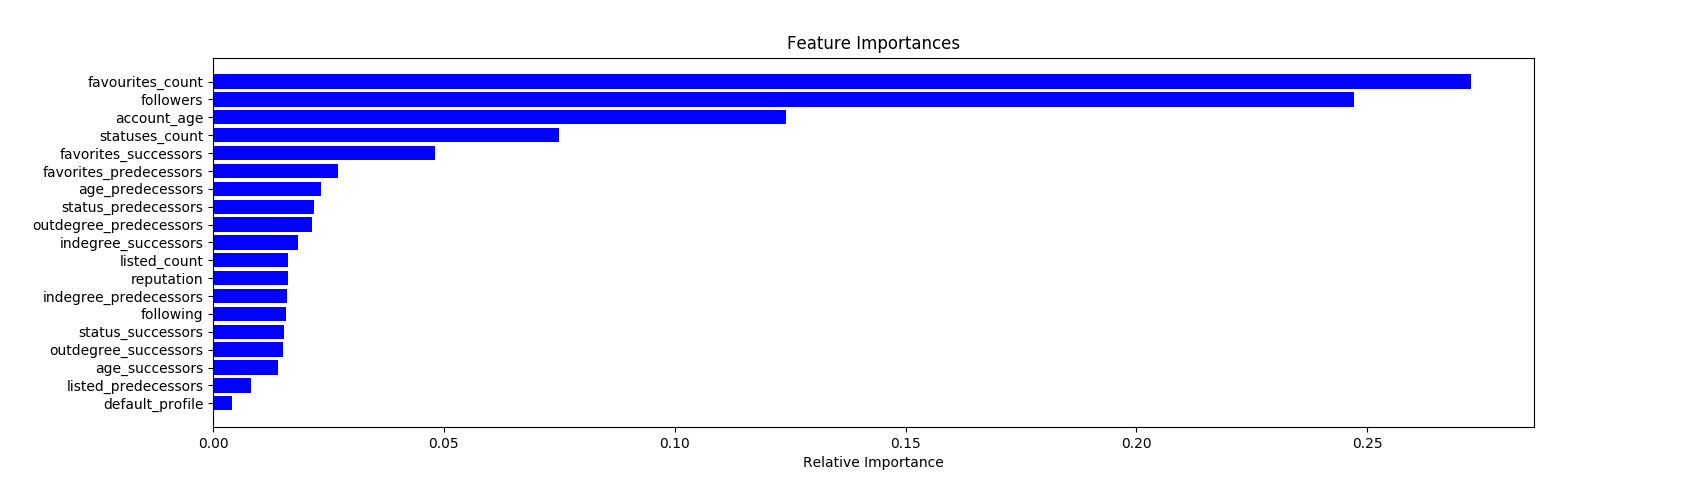 Feature Importances
favourites_count
followers
account_age
statuses_count
favorites_successors
favorites_predecessors
age_predecessors
status_predecessors
outdegree_predecessors
indegree_successors
listed_count
reputation
indegree_predecessors
following
status_successors
outdegree_successors
age_successors
listed_predecessors
default_profile
0.00 0.05 0.10 0.15 0.20 0.25
Relative Importance